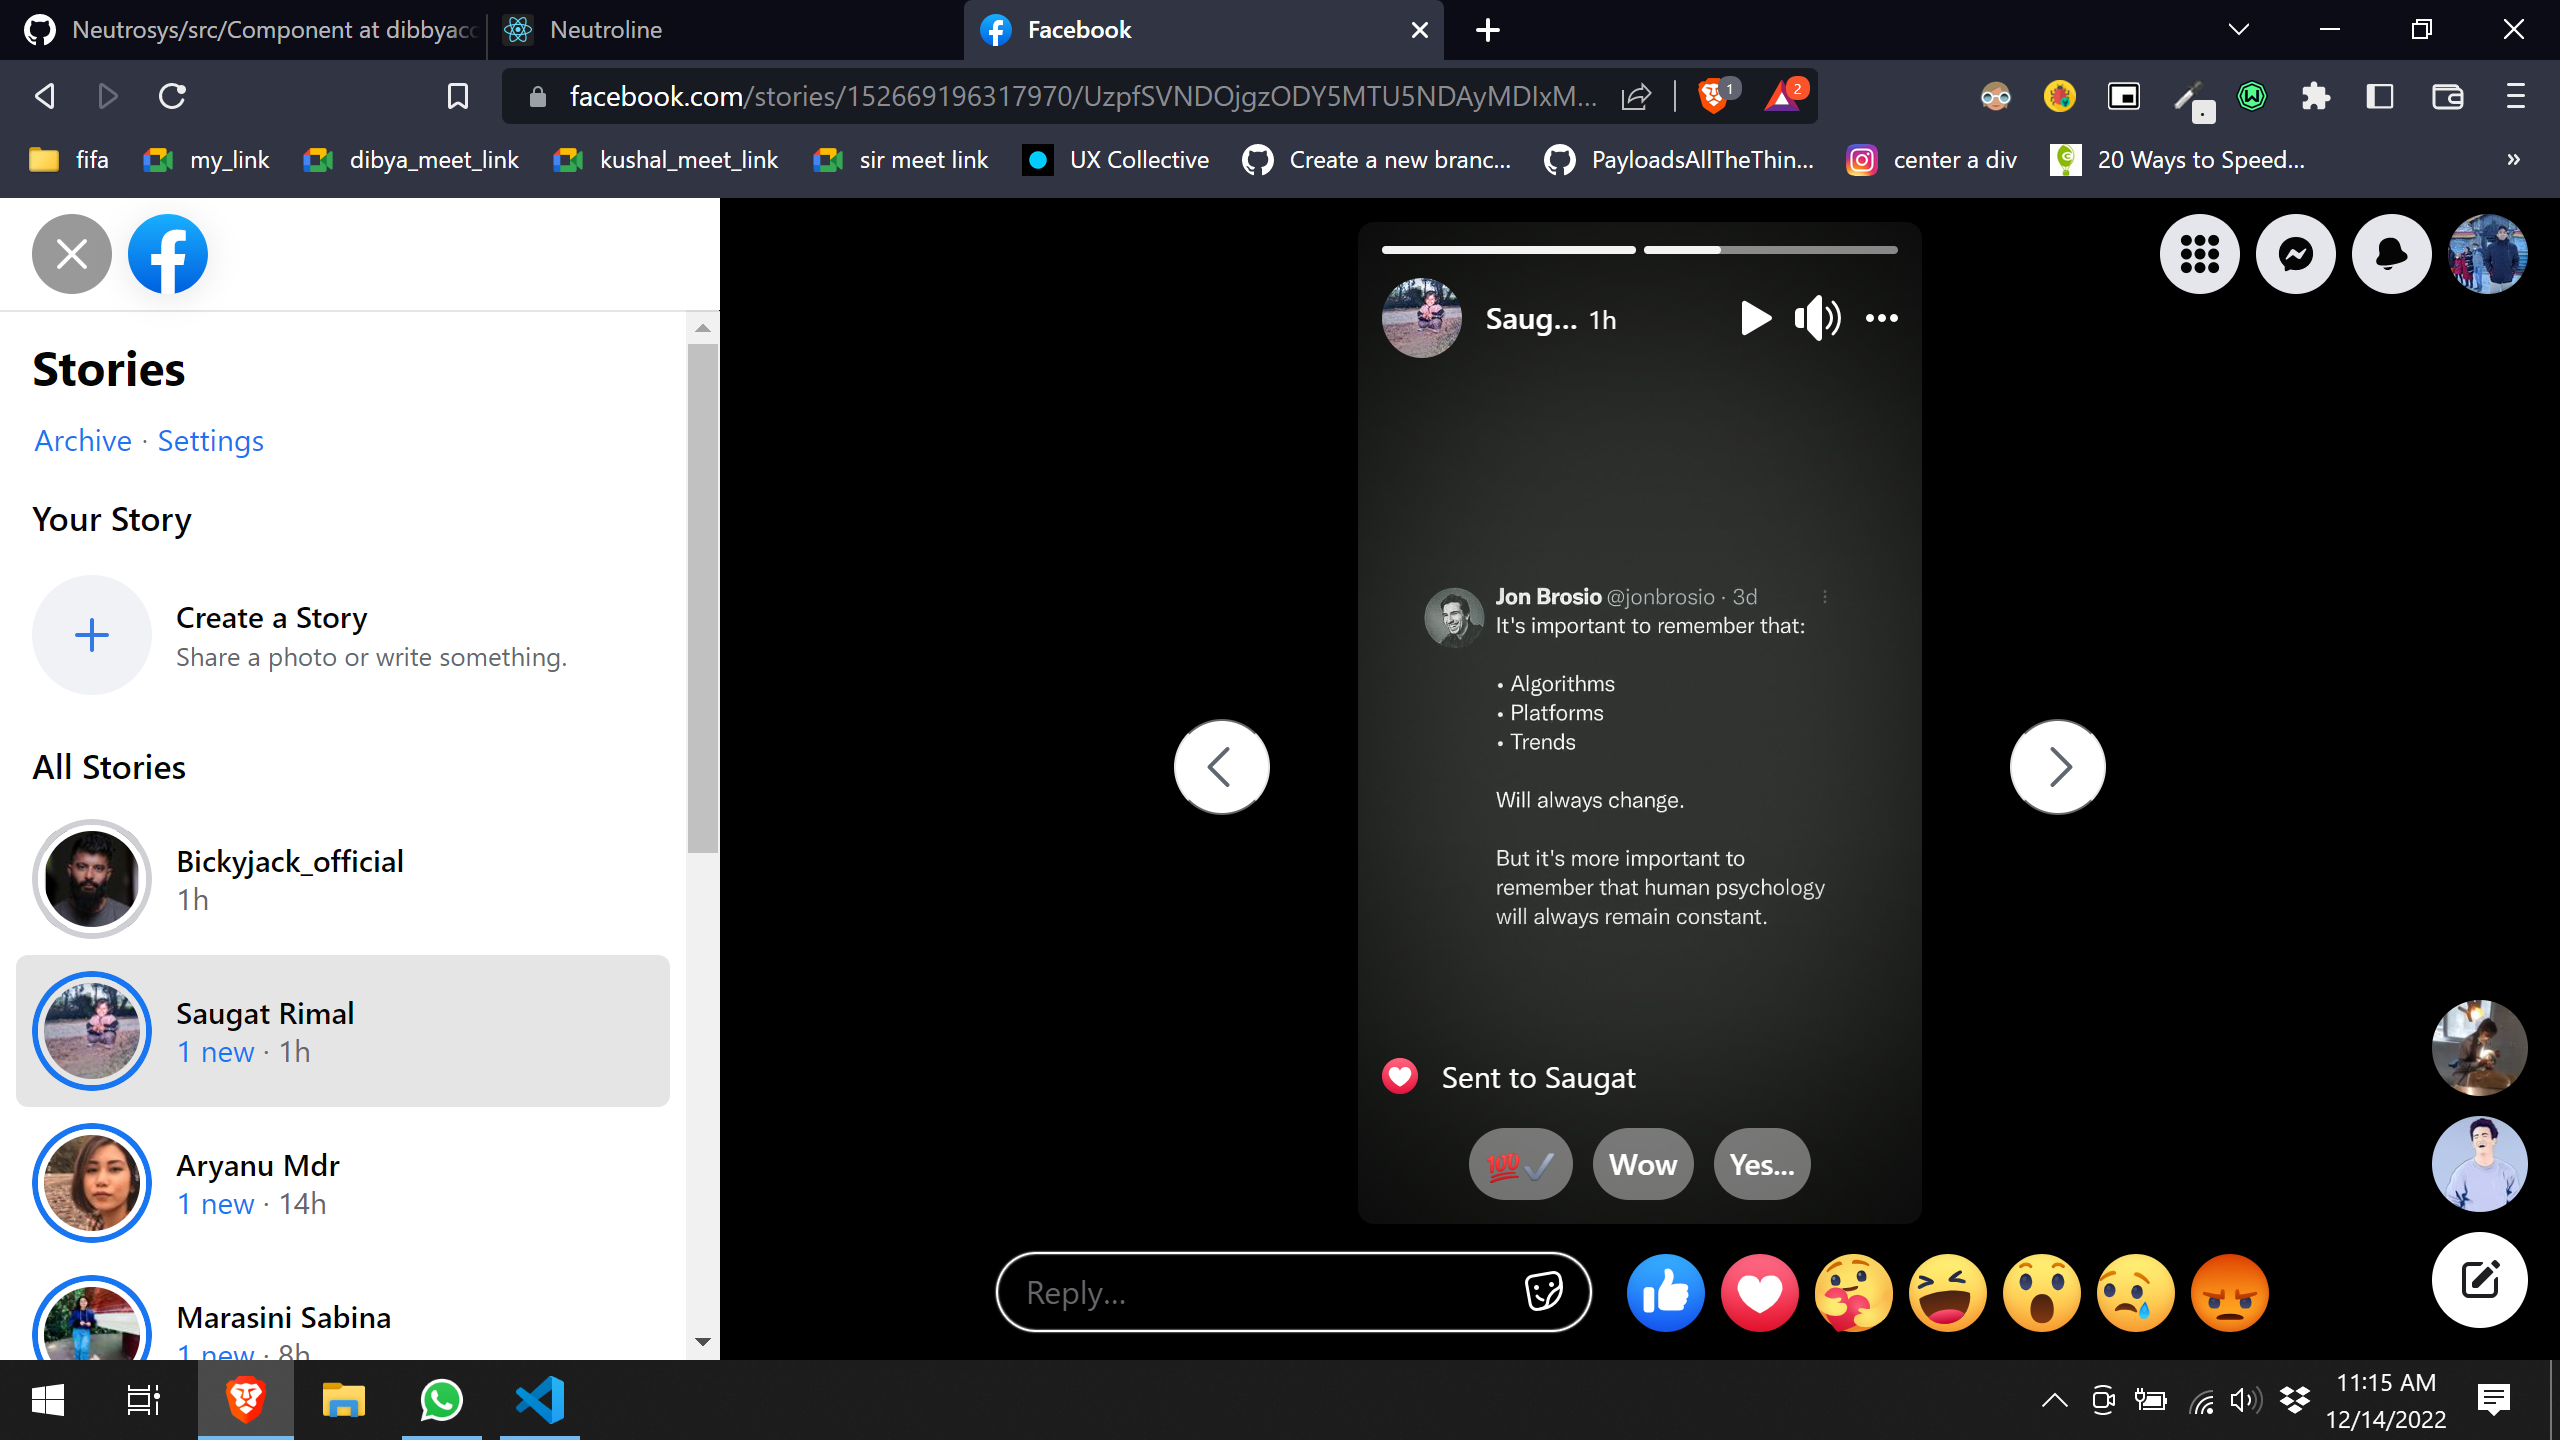 Neutrosys/src/Component at dibbyacc
Neutroline
Facebook
facebook.com/stories/152669196317970/UzpfSVNDOjgzODY5MTU5NDAyMDIxM...
1
2
fifa
my_link
dibya_meet_link
kushal_meet_link
sir meet link
UX Collective
Create a new branc...
PayloadsAllTheThin...
center a div
20 Ways to Speed...
»
Stories
Archive · Settings
Your Story
Create a Story
Share a photo or write something.
All Stories
Bickyjack_official
1h
Saugat Rimal
1 new · 1h
Aryanu Mdr
1 new · 14h
Marasini Sabina
1 new · 8h
Saug... 1h
Jon Brosio @jonbrosio · 3d
It's important to remember that:
• Algorithms
• Platforms
• Trends
Will always change.
But it's more important to
remember that human psychology
will always remain constant.
Sent to Saugat
💯✔ Wow Yes...
Reply...
11:15 AM
12/14/2022